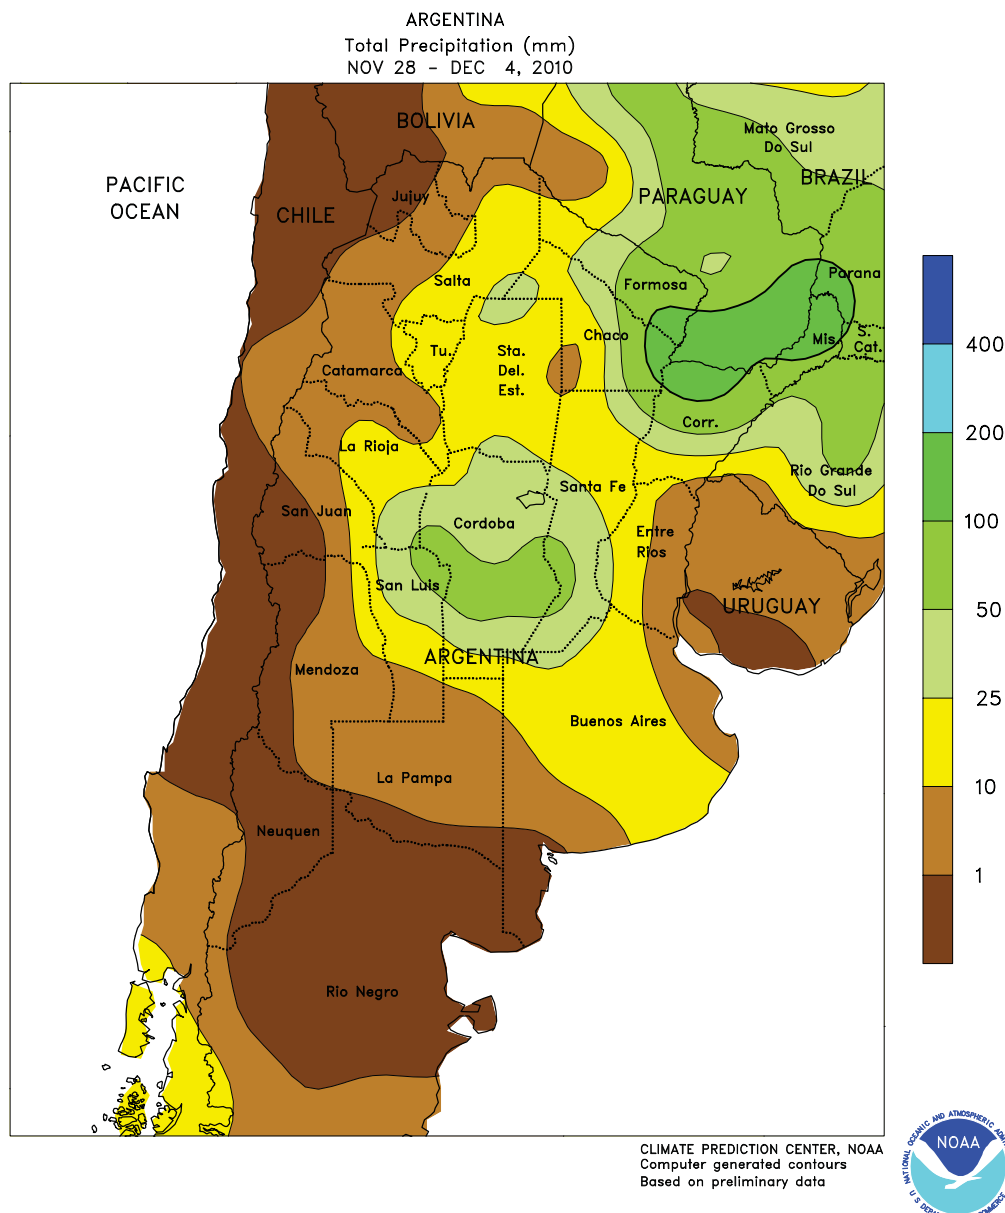 ARGENTINA
Total Precipitation (mm)
NOV 28 - DEC 4, 2010
BOLIVIA
Mato Grosso
Do Sul
PACIFIC
OCEAN
BRAZIL
PARAGUAY
Jujuy
CHILE
Salta
Formosa
Parana
Chaco
Mis.
S.
Cat.
Tu.
Sta.
Del.
Est.
Catamarca
Corr.
La Rioja
Rio Grande
Do Sul
Santa Fe
San Juan
Cordoba
Entre
Rios
San Luis
URUGUAY
ARGENTINA
Mendoza
Buenos Aires
La Pampa
Neuquen
Rio Negro
400
200
100
50
25
10
1
CLIMATE PREDICTION CENTER, NOAA
Computer generated contours
Based on preliminary data
NATIONAL OCEANIC AND ATMOSPHERIC
NOAA
U S